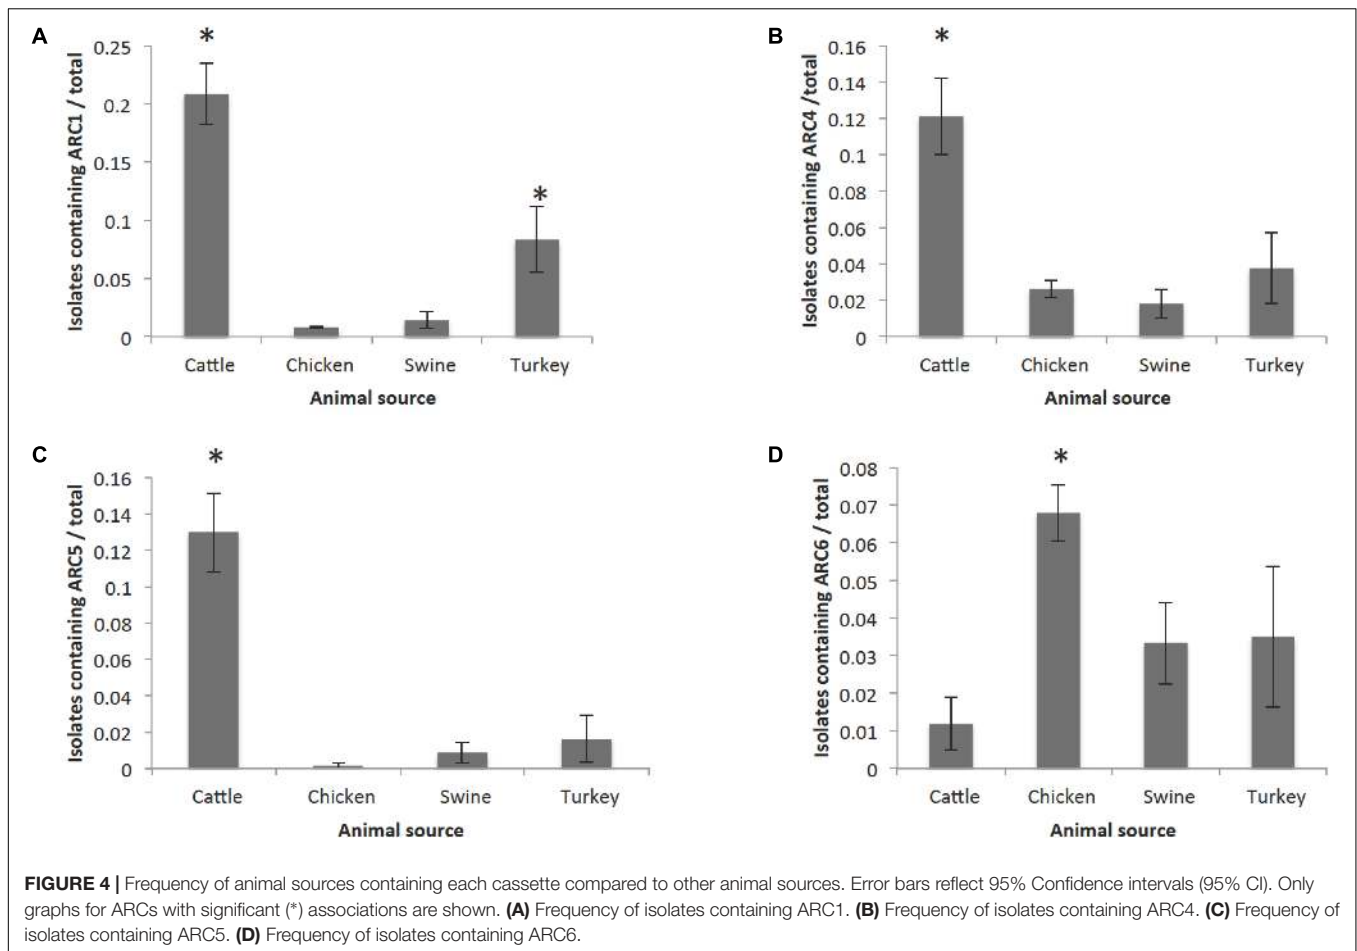 A
*
*
0.25
0.2
0.15
0.1
0.05
0
Isolates containing ARC1 / total
Cattle Chicken Swine Turkey
Animal source
B
*
0.16
0.14
0.12
0.1
0.08
0.06
0.04
0.02
0
Isolates containing ARC4 /total
Cattle Chicken Swine Turkey
Animal source
C
*
0.16
0.14
0.12
0.1
0.08
0.06
0.04
0.02
0
Isolates containing ARC5 / total
Cattle Chicken Swine Turkey
Animal source
D
*
0.08
0.07
0.06
0.05
0.04
0.03
0.02
0.01
0
Isolates containing ARC6 / total
Cattle Chicken Swine Turkey
Animal source
FIGURE 4 | Frequency of animal sources containing each cassette compared to other animal sources. Error bars reflect 95% Confidence intervals (95% CI). Only
graphs for ARCs with significant (*) associations are shown. (A) Frequency of isolates containing ARC1. (B) Frequency of isolates containing ARC4. (C) Frequency of
isolates containing ARC5. (D) Frequency of isolates containing ARC6.